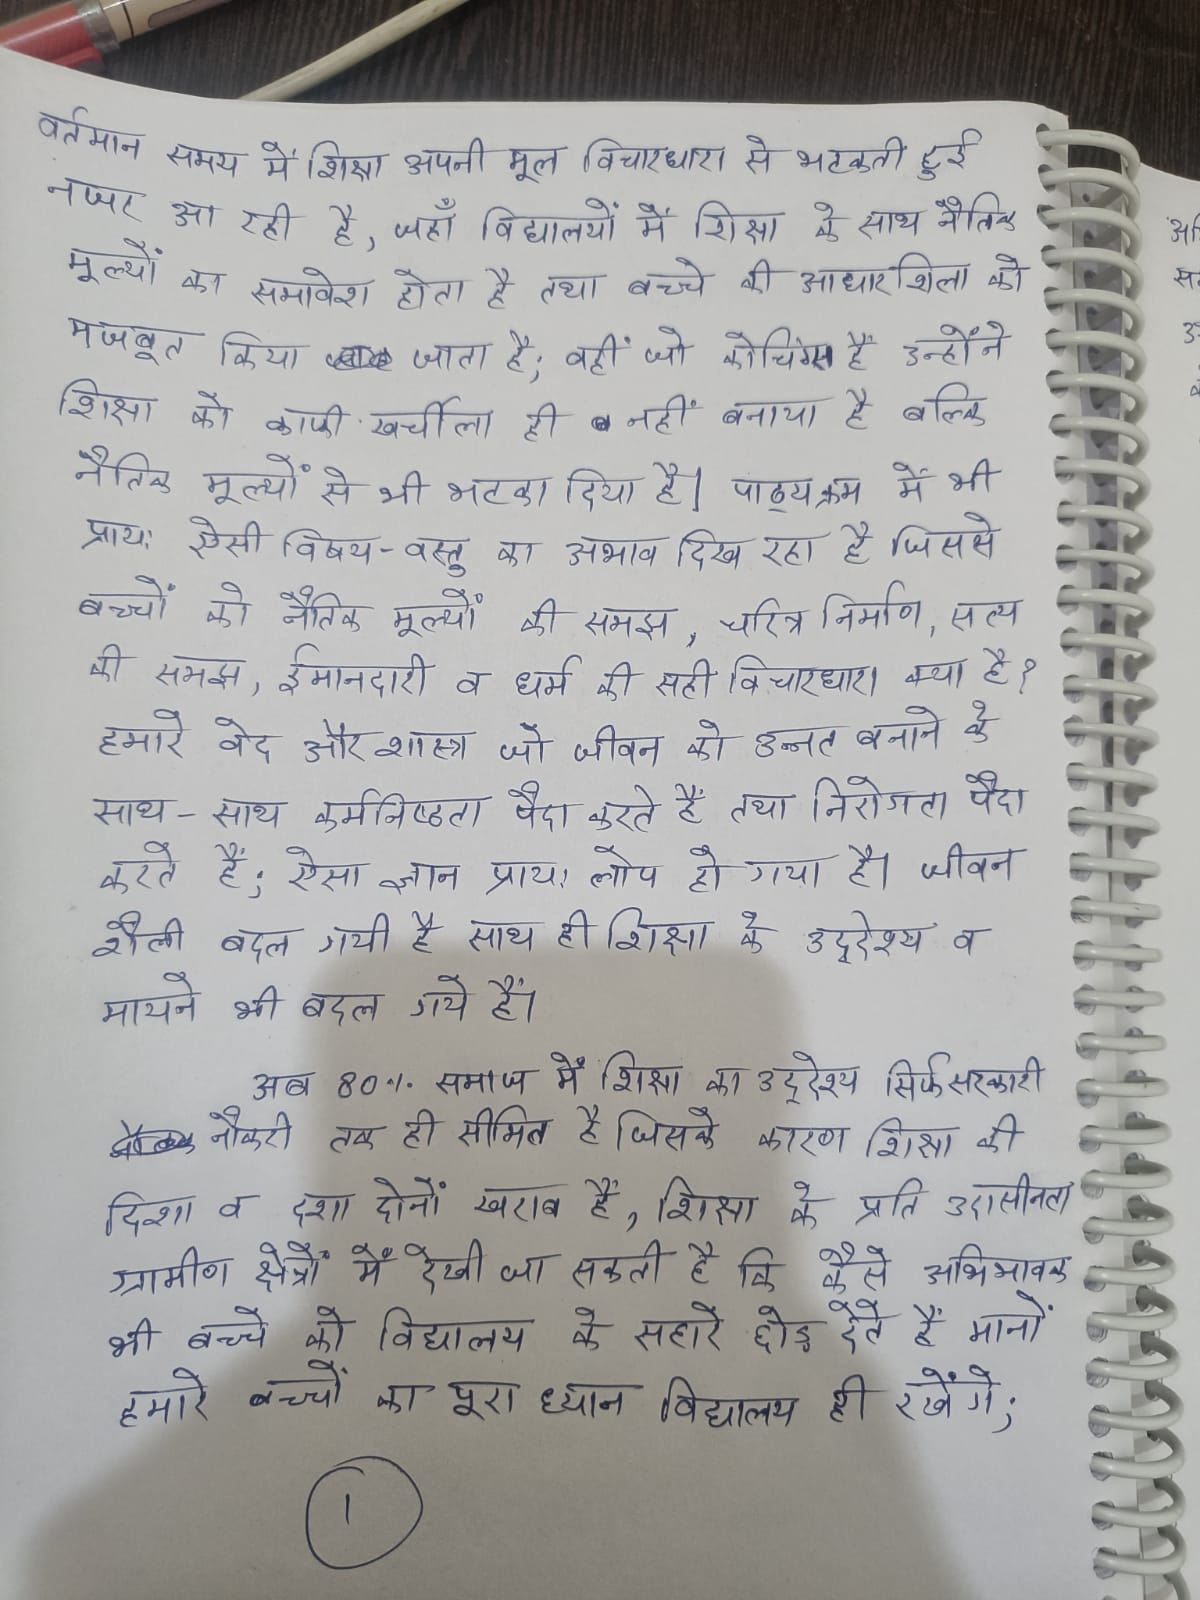 वर्तमान समय में शिक्षा अपनी मूल विचारधारा से भटकती हुई
नजर आ रही है, जहाँ विद्यालयों में शिक्षा के साथ नैतिक
मूल्यों का समावेश होता है तथा बच्चे की आधारशिला को
मजबूत किया जाता है; वहीं जो कोचिंग्स हैं उन्होंने
शिक्षा को काफी खर्चीला ही नहीं बनाया है बल्कि
नैतिक मूल्यों से भी भटका दिया है। पाठ्यक्रम में भी
प्रायः ऐसी विषय-वस्तु का अभाव दिख रहा है जिससे
बच्चों को नैतिक मूल्यों की समझ, चरित्र निर्माण, सत्य
की समझ, ईमानदारी व धर्म की सही विचारधारा क्या है?
हमारे वेद और शास्त्र जो जीवन को उन्नत बनाने के
साथ-साथ कर्मनिष्ठता पैदा करते हैं तथा निरोगता पैदा
करते हैं; ऐसा ज्ञान प्रायः लोप हो गया है। जीवन
शैली बदल गयी है साथ ही शिक्षा के उद्देश्य व
मायने भी बदल गये हैं।
अब 80% समाज में शिक्षा का उद्देश्य सिर्फ सरकारी
नौकरी तक ही सीमित है जिसके कारण शिक्षा की
दिशा व दशा दोनों खराब हैं, शिक्षा के प्रति उदासीनता
ग्रामीण क्षेत्रों में देखी जा सकती है कि कैसे अभिभावक
भी बच्चे को विद्यालय के सहारे छोड़ देते हैं मानों
हमारे बच्चों का पूरा ध्यान विद्यालय ही रखेंगे;
1